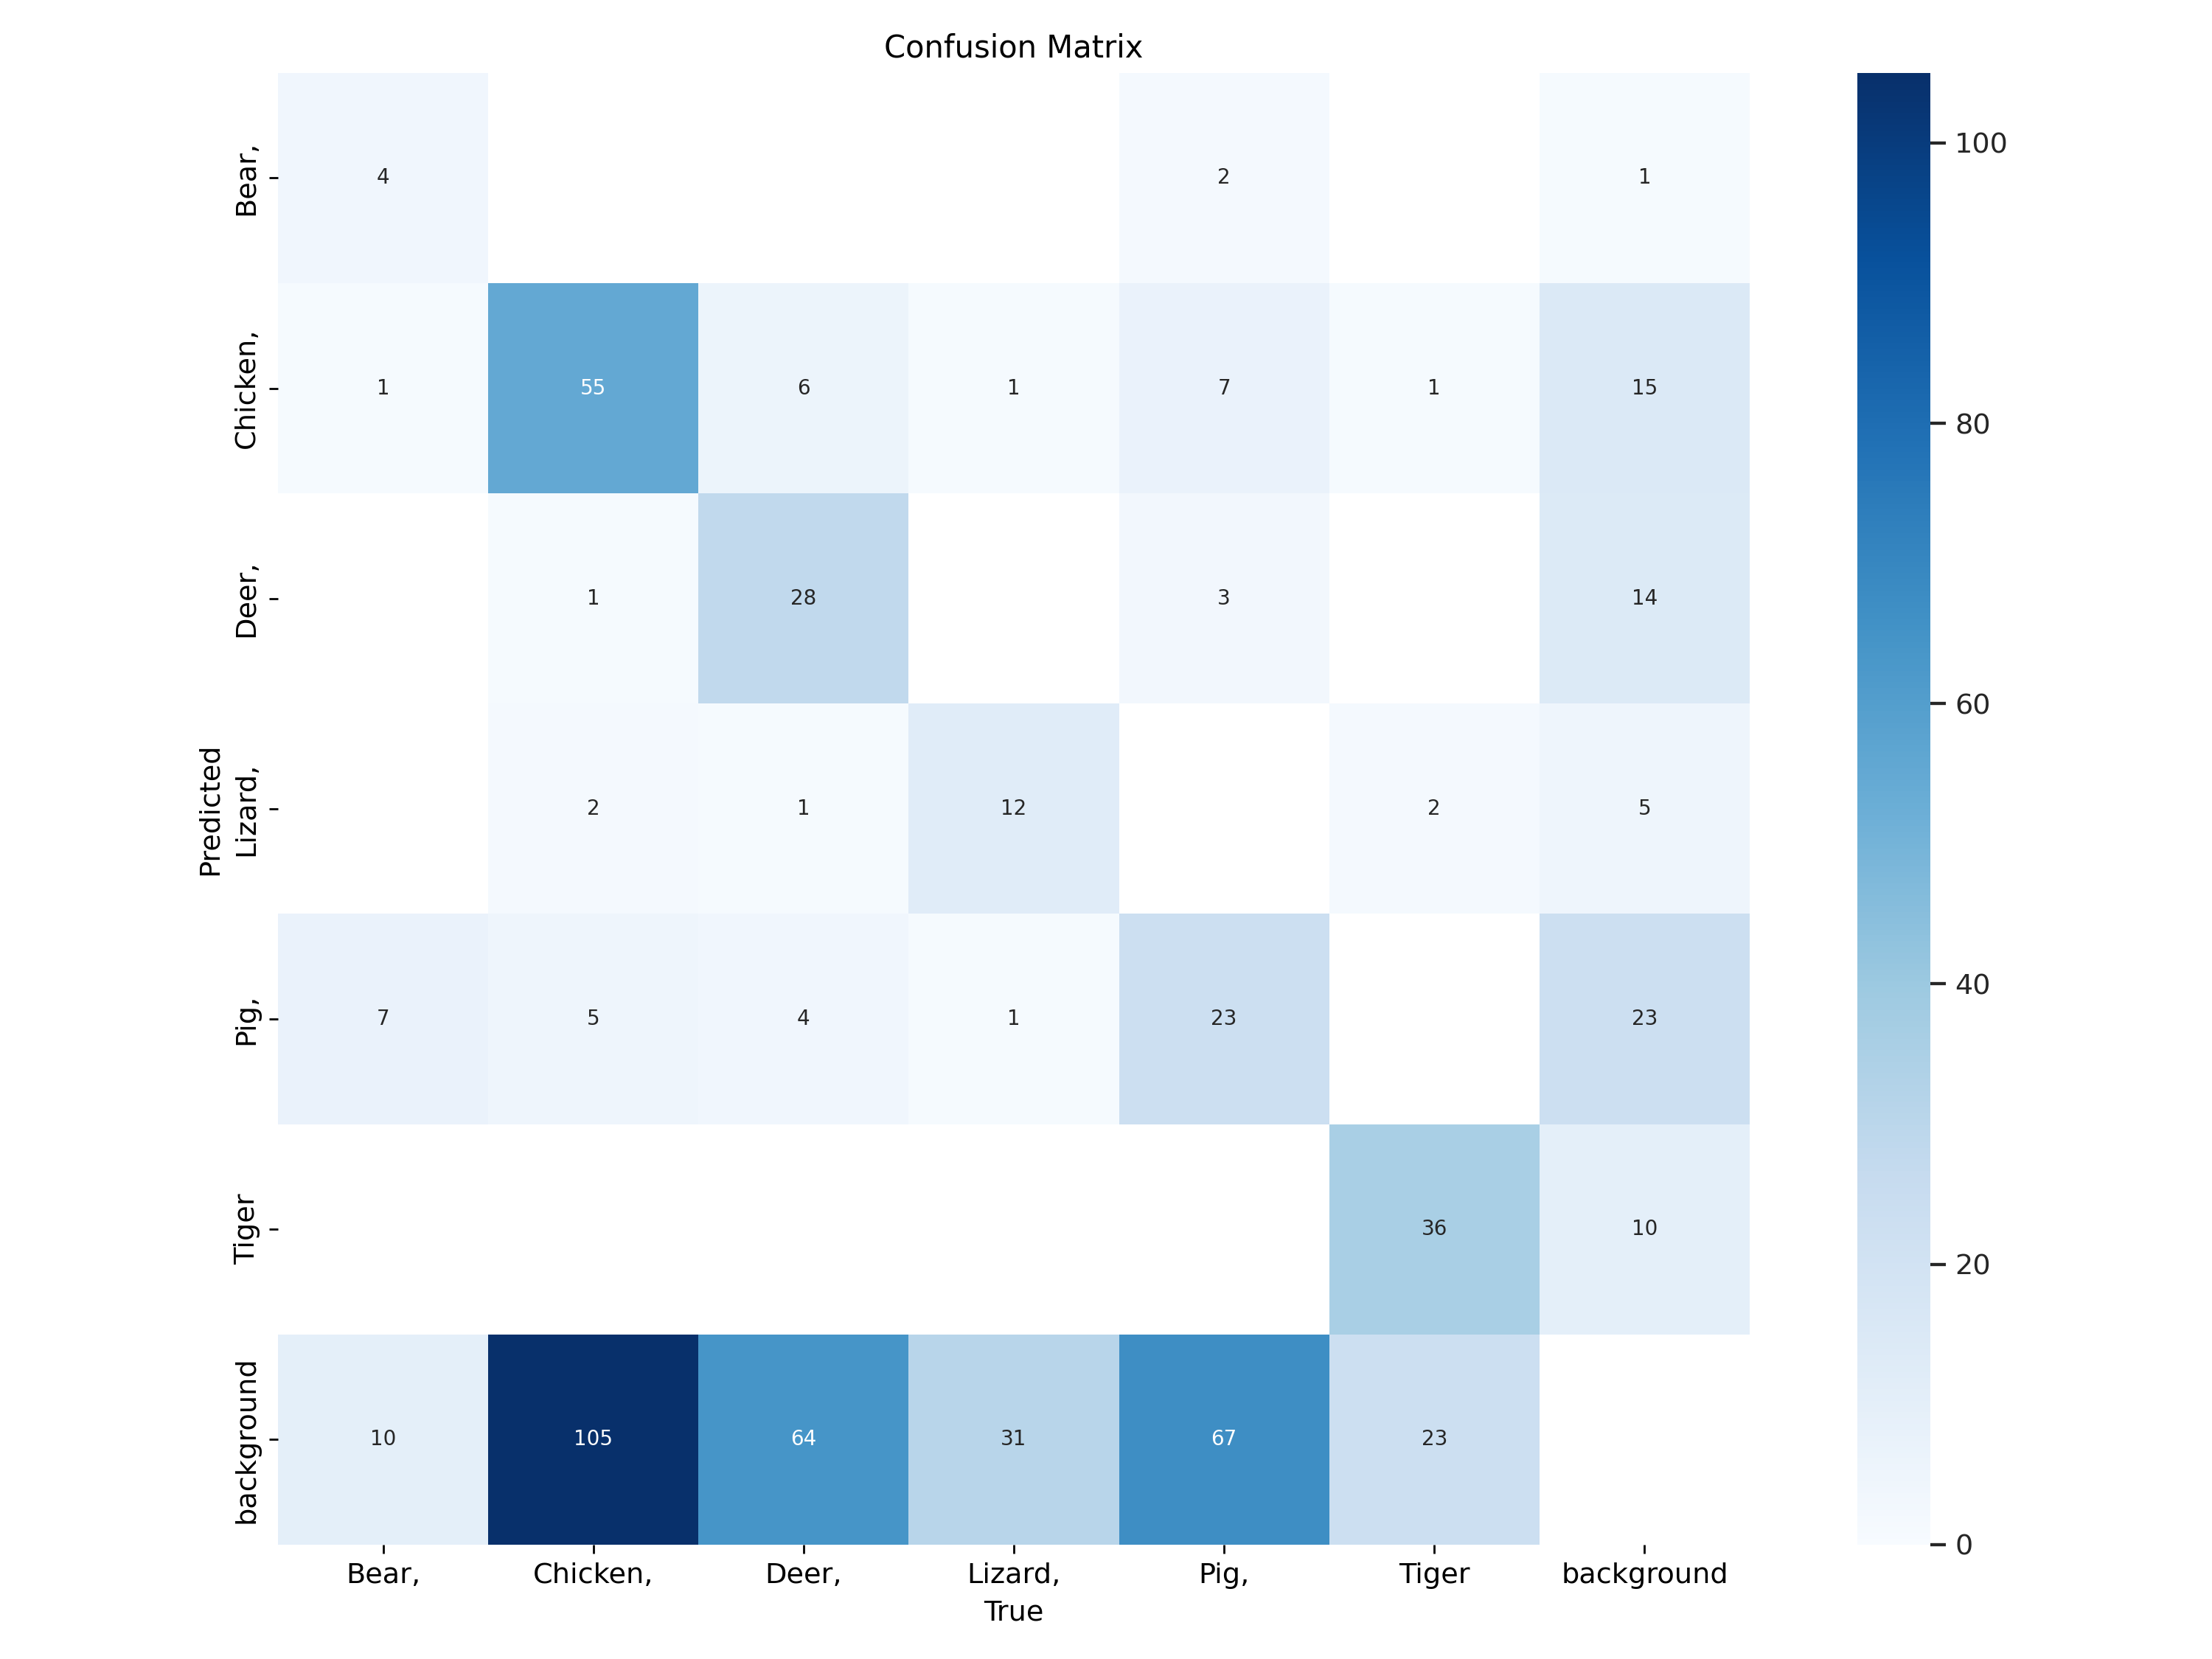 Confusion Matrix
Bear, 4 2 1
Chicken, 1 55 6 1 7 1 15
Deer, 1 28 3 14
Predicted
Lizard, 2 1 12 2 5
Pig, 7 5 4 1 23 23
Tiger 36 10
background 10 105 64 31 67 23
Bear, Chicken, Deer, Lizard, Pig, Tiger background
True
100
80
60
40
20
0